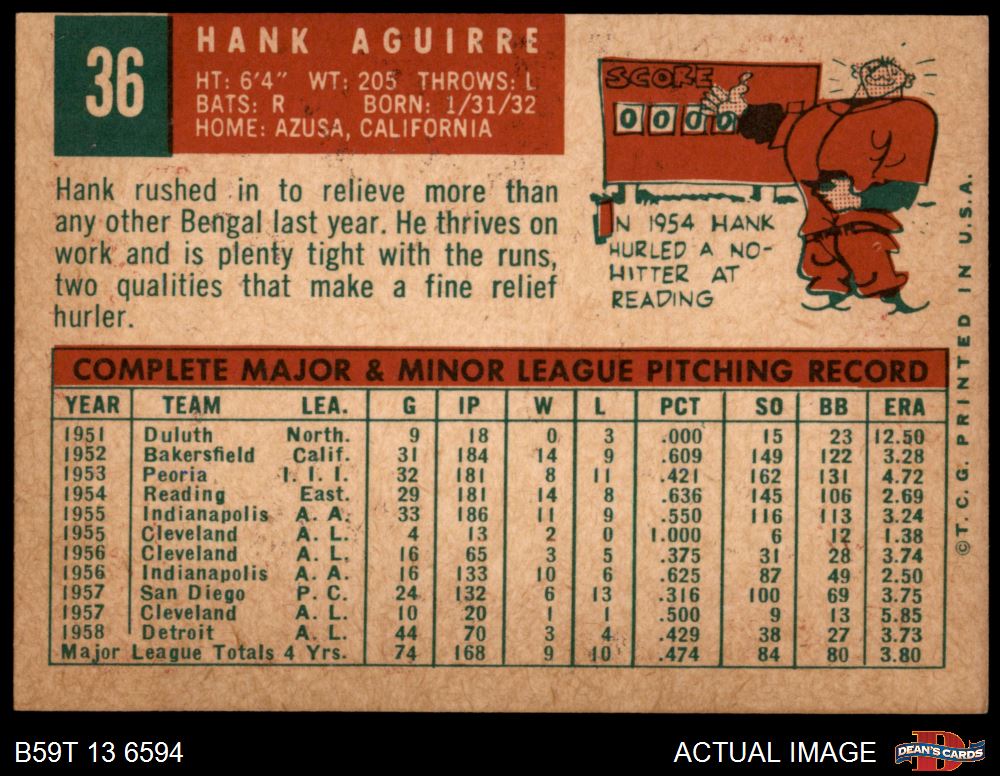 36
HANK AGUIRRE
HT: 6'4" WT: 205 THROWS: L
BATS: R BORN: 1/31/32
HOME: AZUSA, CALIFORNIA
Hank rushed in to relieve more than
any other Bengal last year. He thrives on
work and is plenty tight with the runs,
two qualities that make a fine relief
hurler.
SCORE
0 0 0 0
IN 1954 HANK
HURLED A NO-
HITTER AT
READING
COMPLETE MAJOR & MINOR LEAGUE PITCHING RECORD
YEAR TEAM LEA. G IP W L PCT SO BB ERA
1951 Duluth North. 9 18 0 3 .000 15 23 12.50
1952 Bakersfield Calif. 31 184 14 9 .609 149 122 3.28
1953 Peoria I. I. I. 32 181 8 11 .421 162 131 4.72
1954 Reading East. 29 181 14 8 .636 145 106 2.69
1955 Indianapolis A. A. 33 186 11 9 .550 116 113 3.24
1955 Cleveland A. L. 4 13 2 0 1.000 6 12 1.38
1956 Cleveland A. L. 16 65 3 5 .375 31 28 3.74
1956 Indianapolis A. A. 16 133 10 6 .625 87 49 2.50
1957 San Diego P. C. 24 132 6 13 .316 100 69 3.75
1957 Cleveland A. L. 10 20 1 1 .500 9 13 5.85
1958 Detroit A. L. 44 70 3 4 .429 38 27 3.73
Major League Totals 4 Yrs. 74 168 9 10 .474 84 80 3.80
©T. C. G. PRINTED IN U.S.A.
B59T 13 6594
ACTUAL IMAGE
D
DEAN'S CARDS